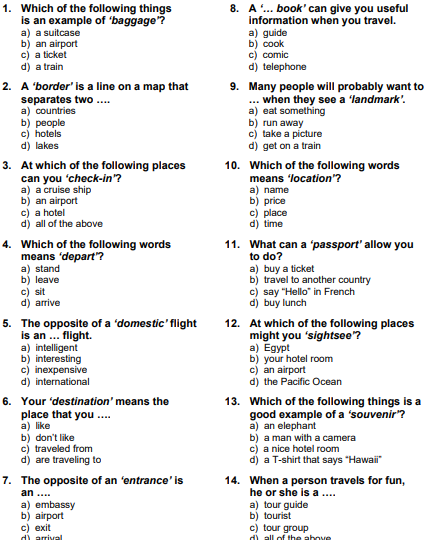 1. Which of the following things
is an example of 'baggage'?
a) a suitcase
b) an airport
c) a ticket
d) a train
2. A 'border' is a line on a map that
separates two ....
a) countries
b) people
c) hotels
d) lakes
3. At which of the following places
can you 'check-in'?
a) a cruise ship
b) an airport
c) a hotel
d) all of the above
4. Which of the following words
means 'depart'?
a) stand
b) leave
c) sit
d) arrive
5. The opposite of a 'domestic' flight
is an ... flight.
a) intelligent
b) interesting
c) inexpensive
d) international
6. Your 'destination' means the
place that you ....
a) like
b) don't like
c) traveled from
d) are traveling to
7. The opposite of an 'entrance' is
an ....
a) embassy
b) airport
c) exit
d) arrival
8. A '... book' can give you useful
information when you travel.
a) guide
b) cook
c) comic
d) telephone
9. Many people will probably want to
... when they see a 'landmark'.
a) eat something
b) run away
c) take a picture
d) get on a train
10. Which of the following words
means 'location'?
a) name
b) price
c) place
d) time
11. What can a 'passport' allow you
to do?
a) buy a ticket
b) travel to another country
c) say "Hello" in French
d) buy lunch
12. At which of the following places
might you 'sightsee'?
a) Egypt
b) your hotel room
c) an airport
d) the Pacific Ocean
13. Which of the following things is a
good example of a 'souvenir'?
a) an elephant
b) a man with a camera
c) a nice hotel room
d) a T-shirt that says "Hawaii"
14. When a person travels for fun,
he or she is a ....
a) tour guide
b) tourist
c) tour group
d) all of the above